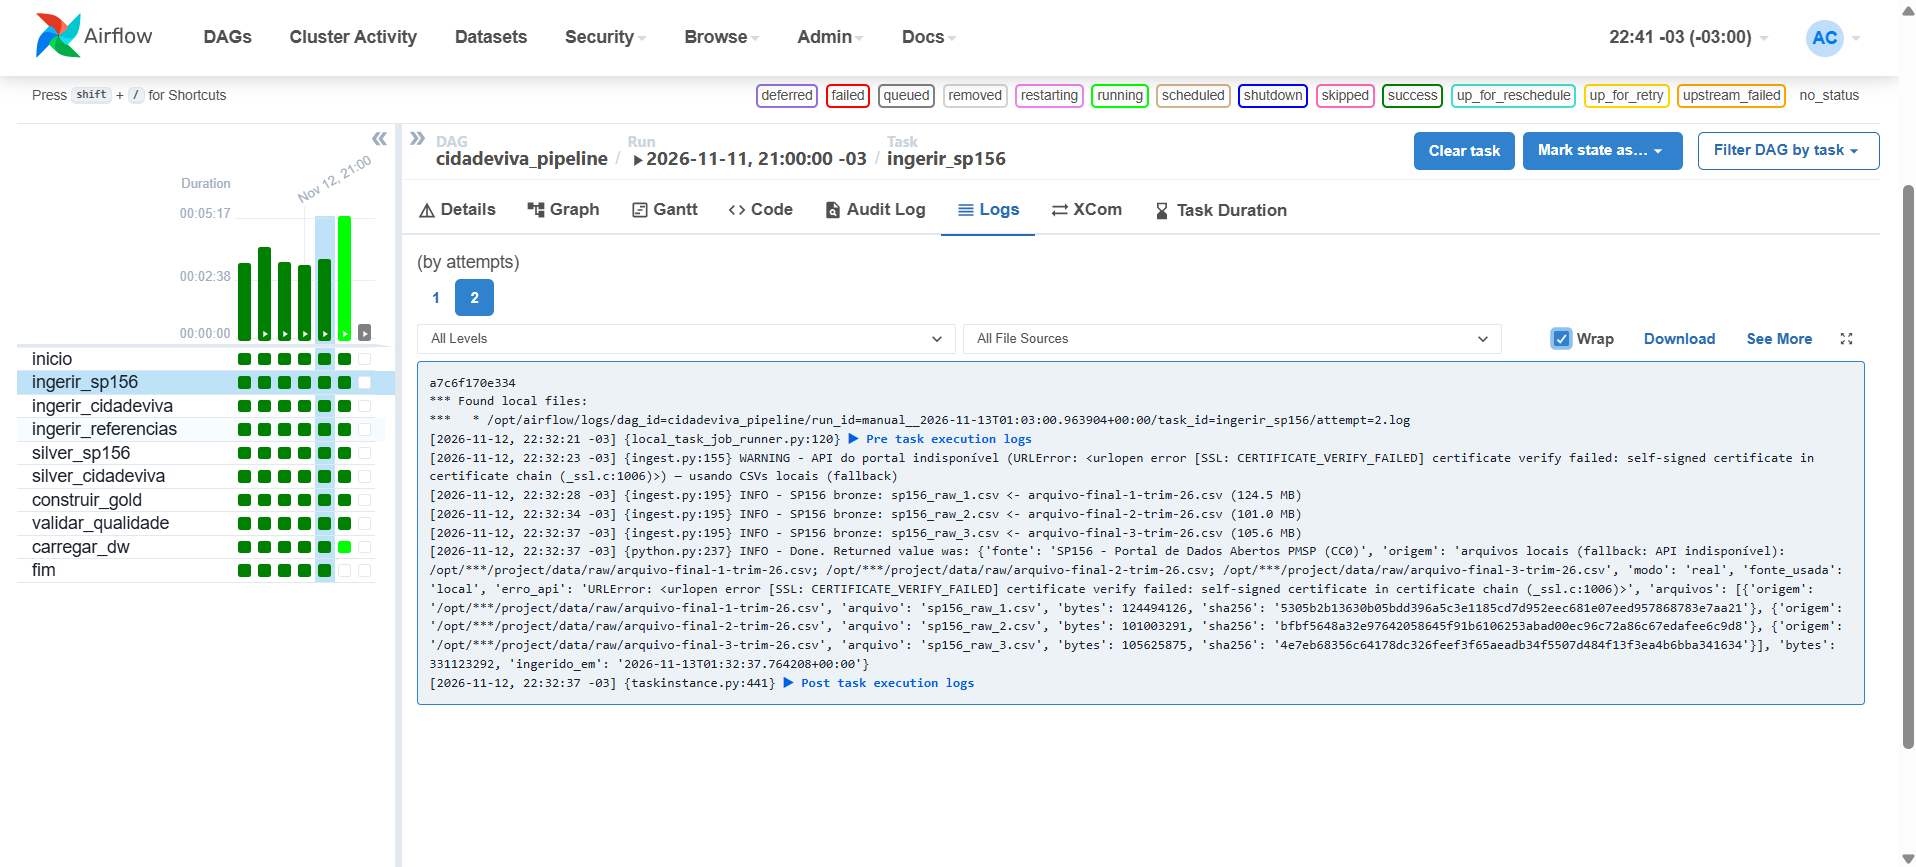 Airflow
DAGs
Cluster Activity
Datasets
Security
Browse
Admin
Docs
22:41 -03 (-03:00)
AC
Press shift + / for Shortcuts
deferred
failed
queued
removed
restarting
running
scheduled
shutdown
skipped
success
up_for_reschedule
up_for_retry
upstream_failed
no_status
Duration
Nov 12, 21:00
00:05:17
00:02:38
00:00:00
inicio
ingerir_sp156
ingerir_cidadeviva
ingerir_referencias
silver_sp156
silver_cidadeviva
construir_gold
validar_qualidade
carregar_dw
fim
DAG
cidadeviva_pipeline
/
Run
2026-11-11, 21:00:00 -03
/
Task
ingerir_sp156
Clear task
Mark state as...
Filter DAG by task
Details
Graph
Gantt
Code
Audit Log
Logs
XCom
Task Duration
(by attempts)
1
2
All Levels
All File Sources
Wrap
Download
See More
a7c6f170e334
*** Found local files:
***   * /opt/airflow/logs/dag_id=cidadeviva_pipeline/run_id=manual__2026-11-13T01:03:00.963904+00:00/task_id=ingerir_sp156/attempt=2.log
[2026-11-12, 22:32:21 -03] {local_task_job_runner.py:120} ▶ Pre task execution logs
[2026-11-12, 22:32:23 -03] {ingest.py:155} WARNING - API do portal indisponível (URLError: <urlopen error [SSL: CERTIFICATE_VERIFY_FAILED] certificate verify failed: self-signed certificate in
certificate chain (_ssl.c:1006)>) — usando CSVs locais (fallback)
[2026-11-12, 22:32:28 -03] {ingest.py:195} INFO - SP156 bronze: sp156_raw_1.csv <- arquivo-final-1-trim-26.csv (124.5 MB)
[2026-11-12, 22:32:34 -03] {ingest.py:195} INFO - SP156 bronze: sp156_raw_2.csv <- arquivo-final-2-trim-26.csv (101.0 MB)
[2026-11-12, 22:32:37 -03] {ingest.py:195} INFO - SP156 bronze: sp156_raw_3.csv <- arquivo-final-3-trim-26.csv (105.6 MB)
[2026-11-12, 22:32:37 -03] {python.py:237} INFO - Done. Returned value was: {'fonte': 'SP156 - Portal de Dados Abertos PMSP (CC0)', 'origem': 'arquivos locais (fallback: API indisponível):
/opt/***/project/data/raw/arquivo-final-1-trim-26.csv; /opt/***/project/data/raw/arquivo-final-2-trim-26.csv; /opt/***/project/data/raw/arquivo-final-3-trim-26.csv', 'modo': 'real', 'fonte_usada':
'local', 'erro_api': 'URLError: <urlopen error [SSL: CERTIFICATE_VERIFY_FAILED] certificate verify failed: self-signed certificate in certificate chain (_ssl.c:1006)>', 'arquivos': [{'origem':
'/opt/***/project/data/raw/arquivo-final-1-trim-26.csv', 'arquivo': 'sp156_raw_1.csv', 'bytes': 124494126, 'sha256': '5305b2b13630b05bdd396a5c3e1185cd7d952eec681e07eed957868783e7aa21'}, {'origem':
'/opt/***/project/data/raw/arquivo-final-2-trim-26.csv', 'arquivo': 'sp156_raw_2.csv', 'bytes': 101003291, 'sha256': 'bfbf5648a32e97642058645f91b6106253abad00ec96c72a86c67edafee6c9d8'}, {'origem':
'/opt/***/project/data/raw/arquivo-final-3-trim-26.csv', 'arquivo': 'sp156_raw_3.csv', 'bytes': 105625875, 'sha256': '4e7eb68356c64178dc326feef3f65aeadb34f5507d484f13f3ea4b6bba341634'}], 'bytes':
331123292, 'ingerido_em': '2026-11-13T01:32:37.764208+00:00'}
[2026-11-12, 22:32:37 -03] {taskinstance.py:441} ▶ Post task execution logs